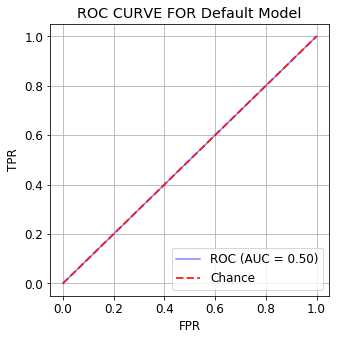 ROC CURVE FOR Default Model
1.0
0.8
0.6
0.4
0.2
0.0
TPR
ROC (AUC = 0.50)
Chance
0.0 0.2 0.4 0.6 0.8 1.0
FPR